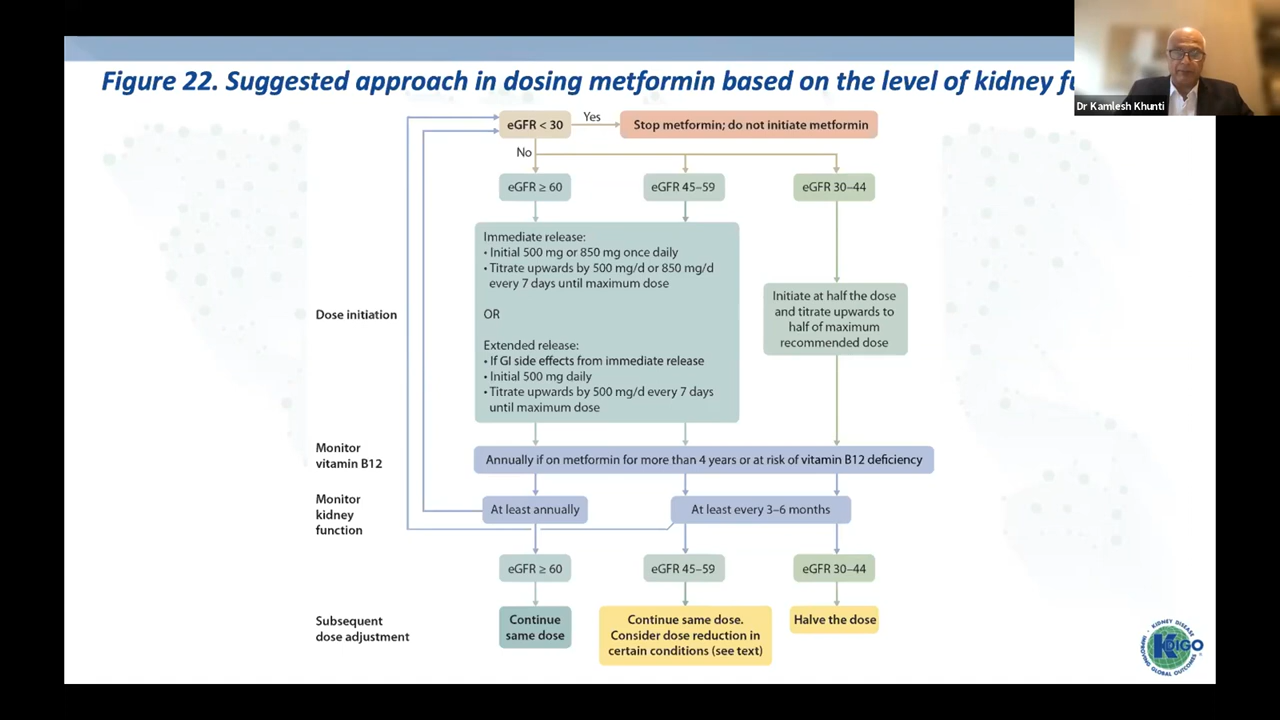 Figure 22. Suggested approach in dosing metformin based on the level of kidney
Dr Kamlesh Khunti
eGFR < 30
Yes
Stop metformin; do not initiate metformin
No
eGFR ≥ 60
eGFR 45–59
eGFR 30–44
Dose initiation
Immediate release:
• Initial 500 mg or 850 mg once daily
• Titrate upwards by 500 mg/d or 850 mg/d
every 7 days until maximum dose
OR
Extended release:
• If GI side effects from immediate release
• Initial 500 mg daily
• Titrate upwards by 500 mg/d every 7 days
until maximum dose
Initiate at half the dose
and titrate upwards to
half of maximum
recommended dose
Monitor
vitamin B12
Annually if on metformin for more than 4 years or at risk of vitamin B12 deficiency
Monitor
kidney
function
At least annually
At least every 3–6 months
eGFR ≥ 60
eGFR 45–59
eGFR 30–44
Subsequent
dose adjustment
Continue
same dose
Continue same dose.
Consider dose reduction in
certain conditions (see text)
Halve the dose
KIDNEY DISEASE
KDIGO
IMPROVING GLOBAL OUTCOMES